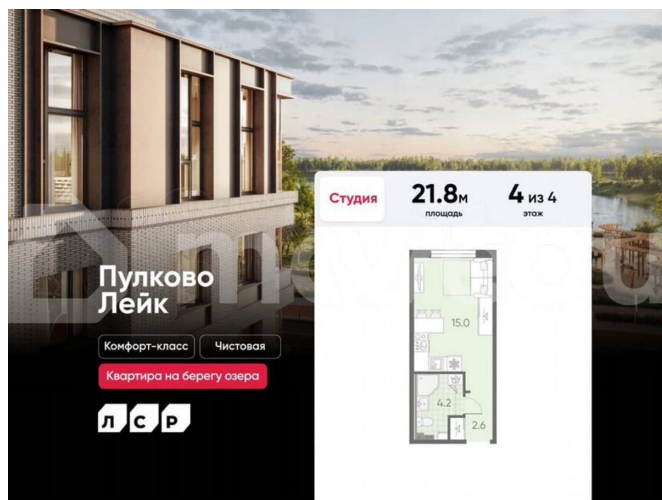 Пулково
Лейк
Комфорт-класс
Чистовая
Квартира на берегу озера
ЛСР
Студия
21.8м
площадь
4 из 4
этаж
15.0
4.2
2.6